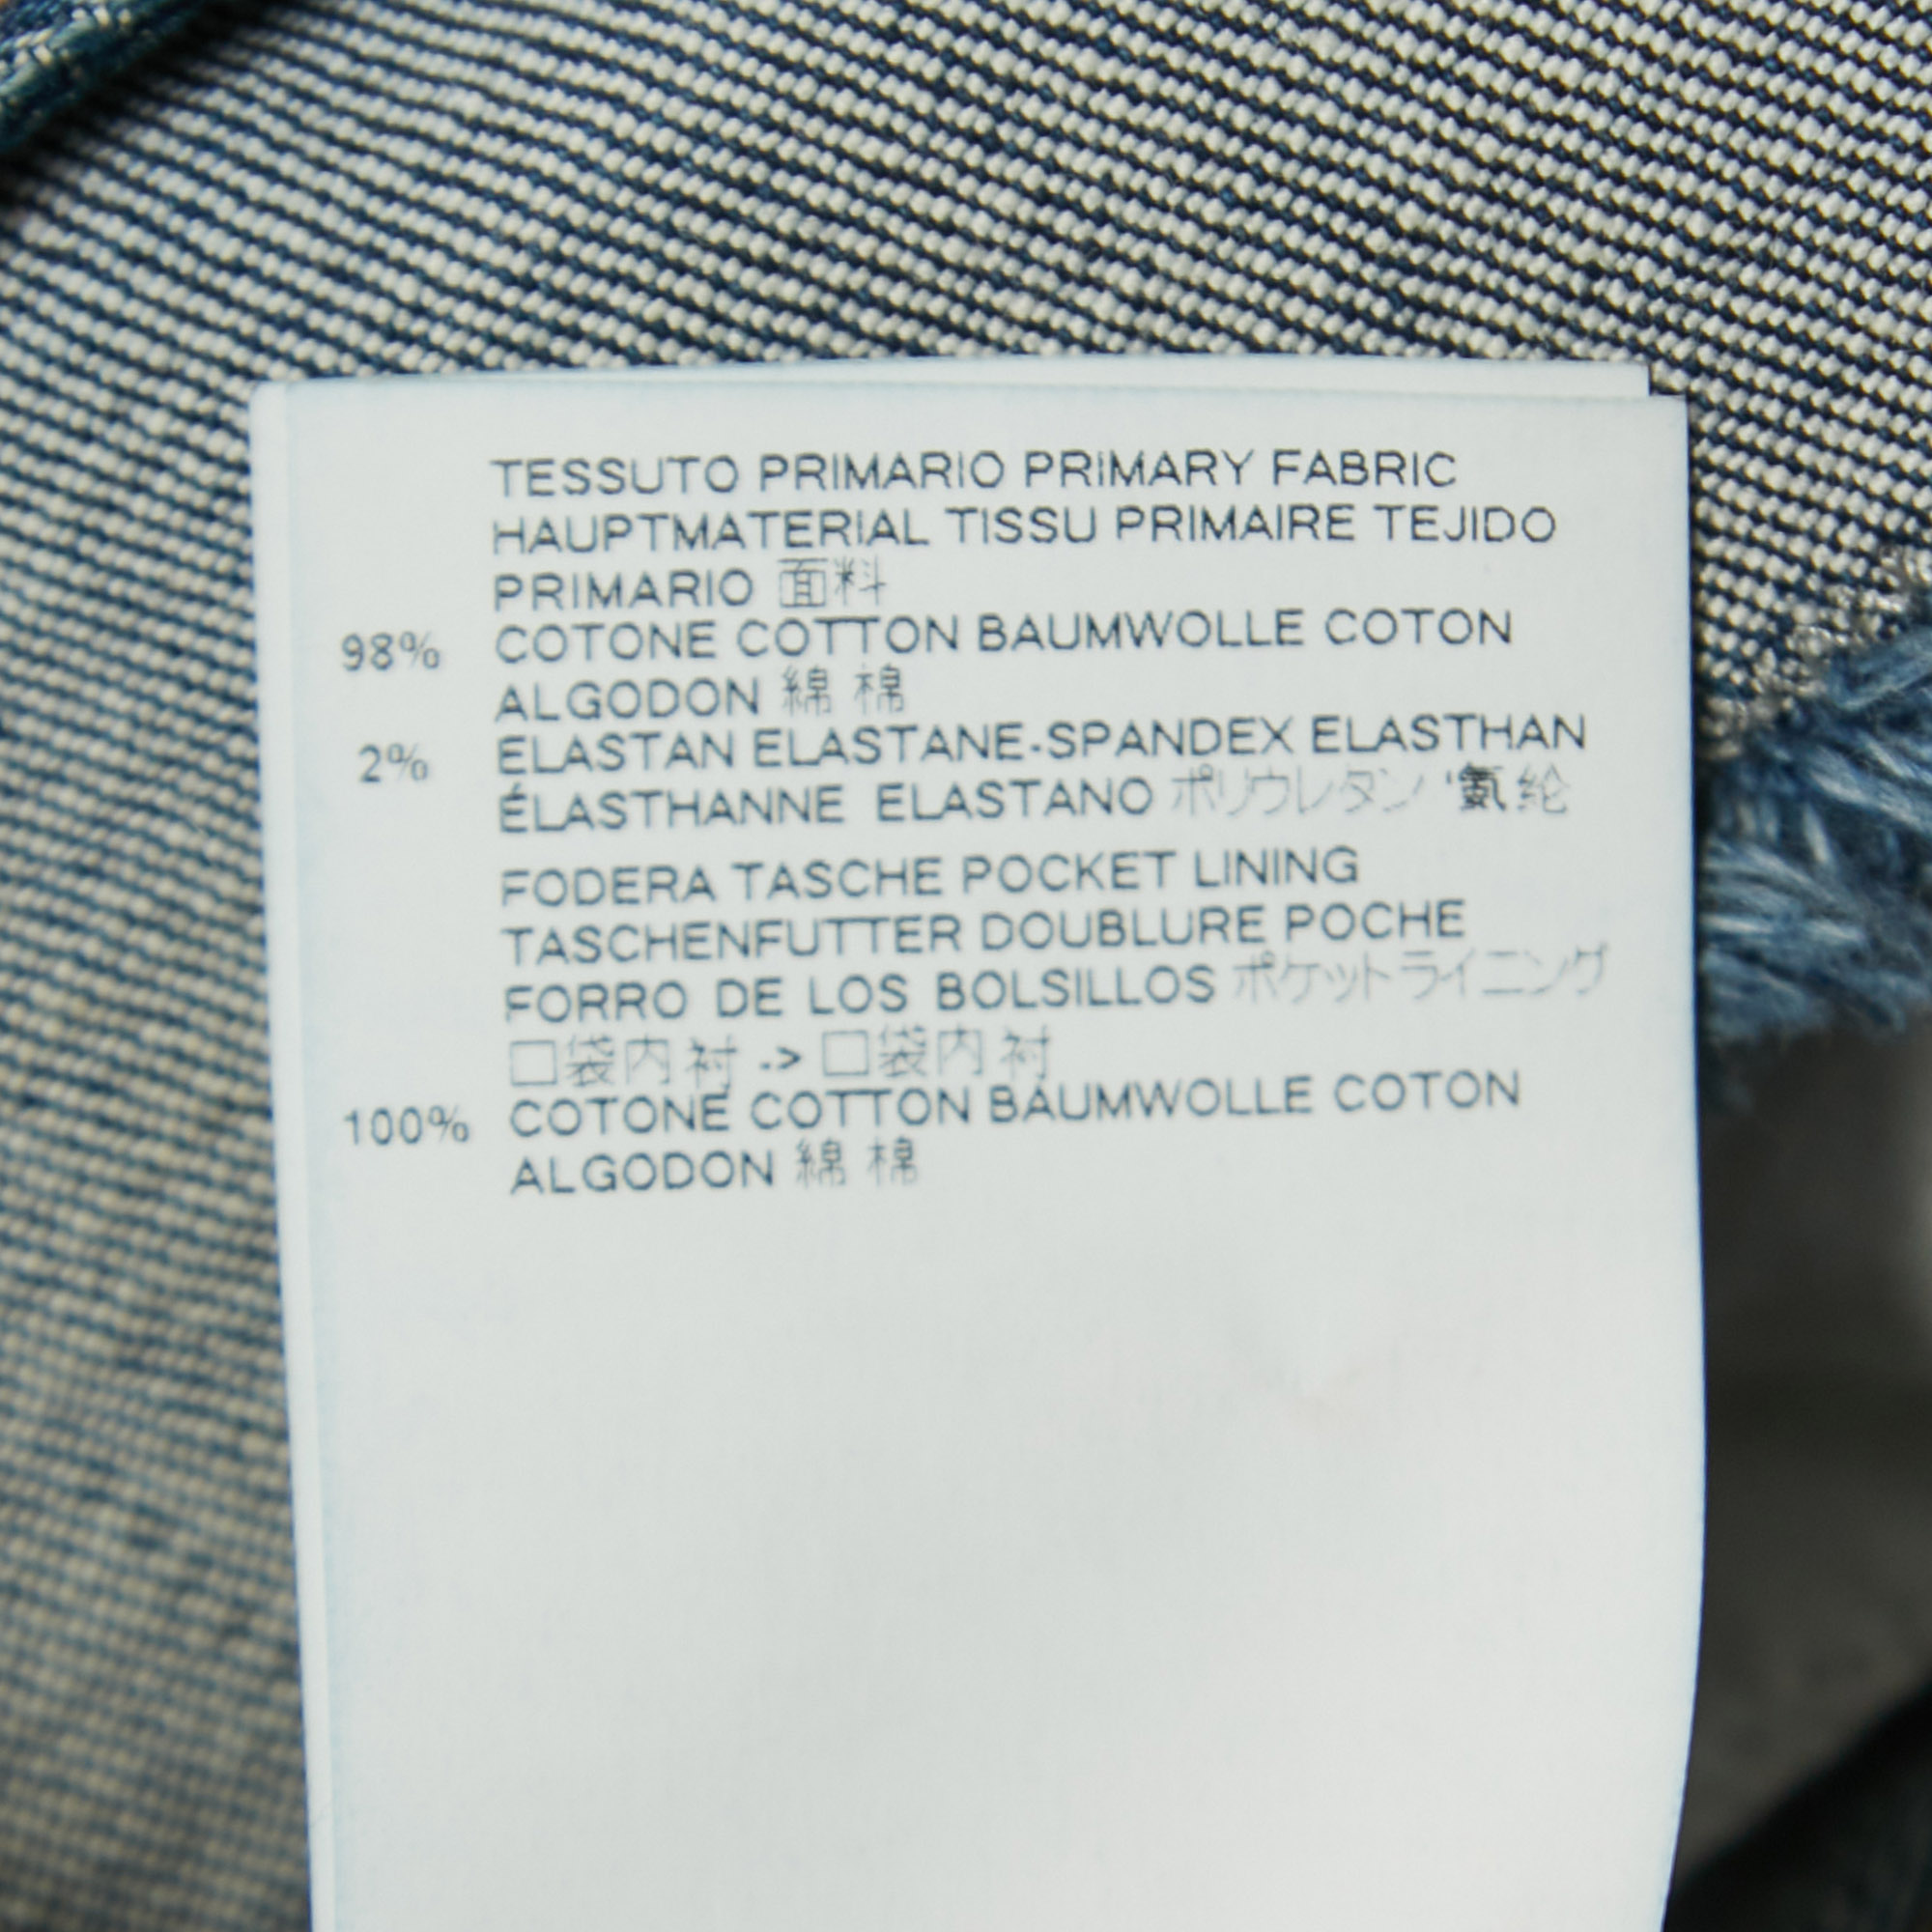 TESSUTO PRIMARIO PRIMARY FABRIC
HAUPTMATERIAL TISSU PRIMAIRE TEJIDO
PRIMARIO 面料
98% COTONE COTTON BAUMWOLLE COTON
ALGODON 綿 棉
2% ELASTAN ELASTANE-SPANDEX ELASTHAN
ÉLASTHANNE ELASTANO ポリウレタン '氨纶
FODERA TASCHE POCKET LINING
TASCHENFUTTER DOUBLURE POCHE
FORRO DE LOS BOLSILLOS ポケットライニング
口袋内衬 -> 口袋内衬
100% COTONE COTTON BAUMWOLLE COTON
ALGODON 綿 棉